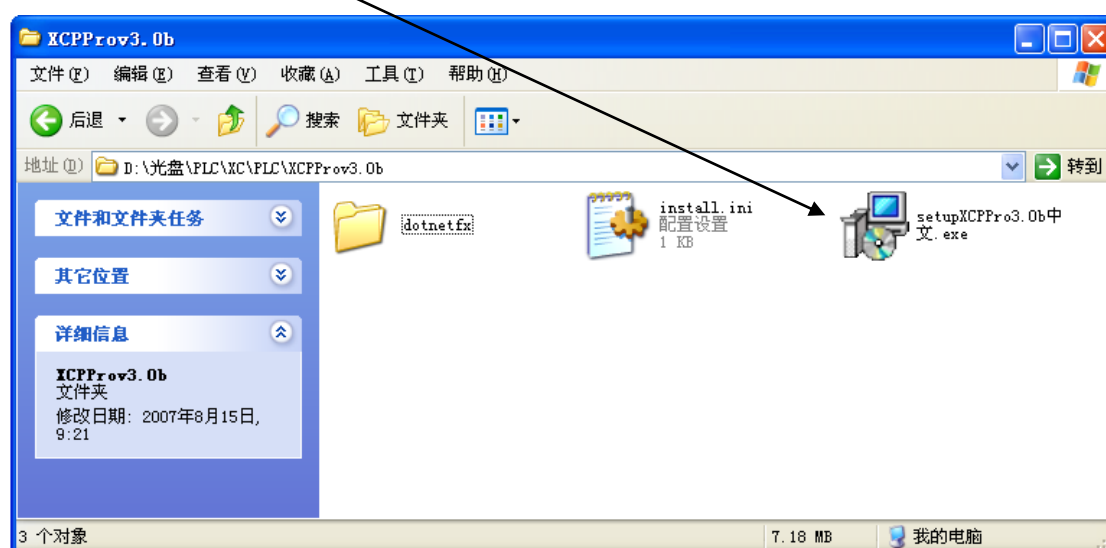 XCPProv3.0b
文件(F) 编辑(E) 查看(V) 收藏(A) 工具(T) 帮助(H)
后退 搜索 文件夹
地址(D) D:\光盘\PLC\XC\PLC\XCPProv3.0b 转到
文件和文件夹任务
其它位置
详细信息
XCPProv3.0b
文件夹
修改日期: 2007年8月15日,
9:21
dotnetfx
install.ini
配置设置
1 KB
setupXCPPro3.0b中
文.exe
3 个对象 7.18 MB 我的电脑